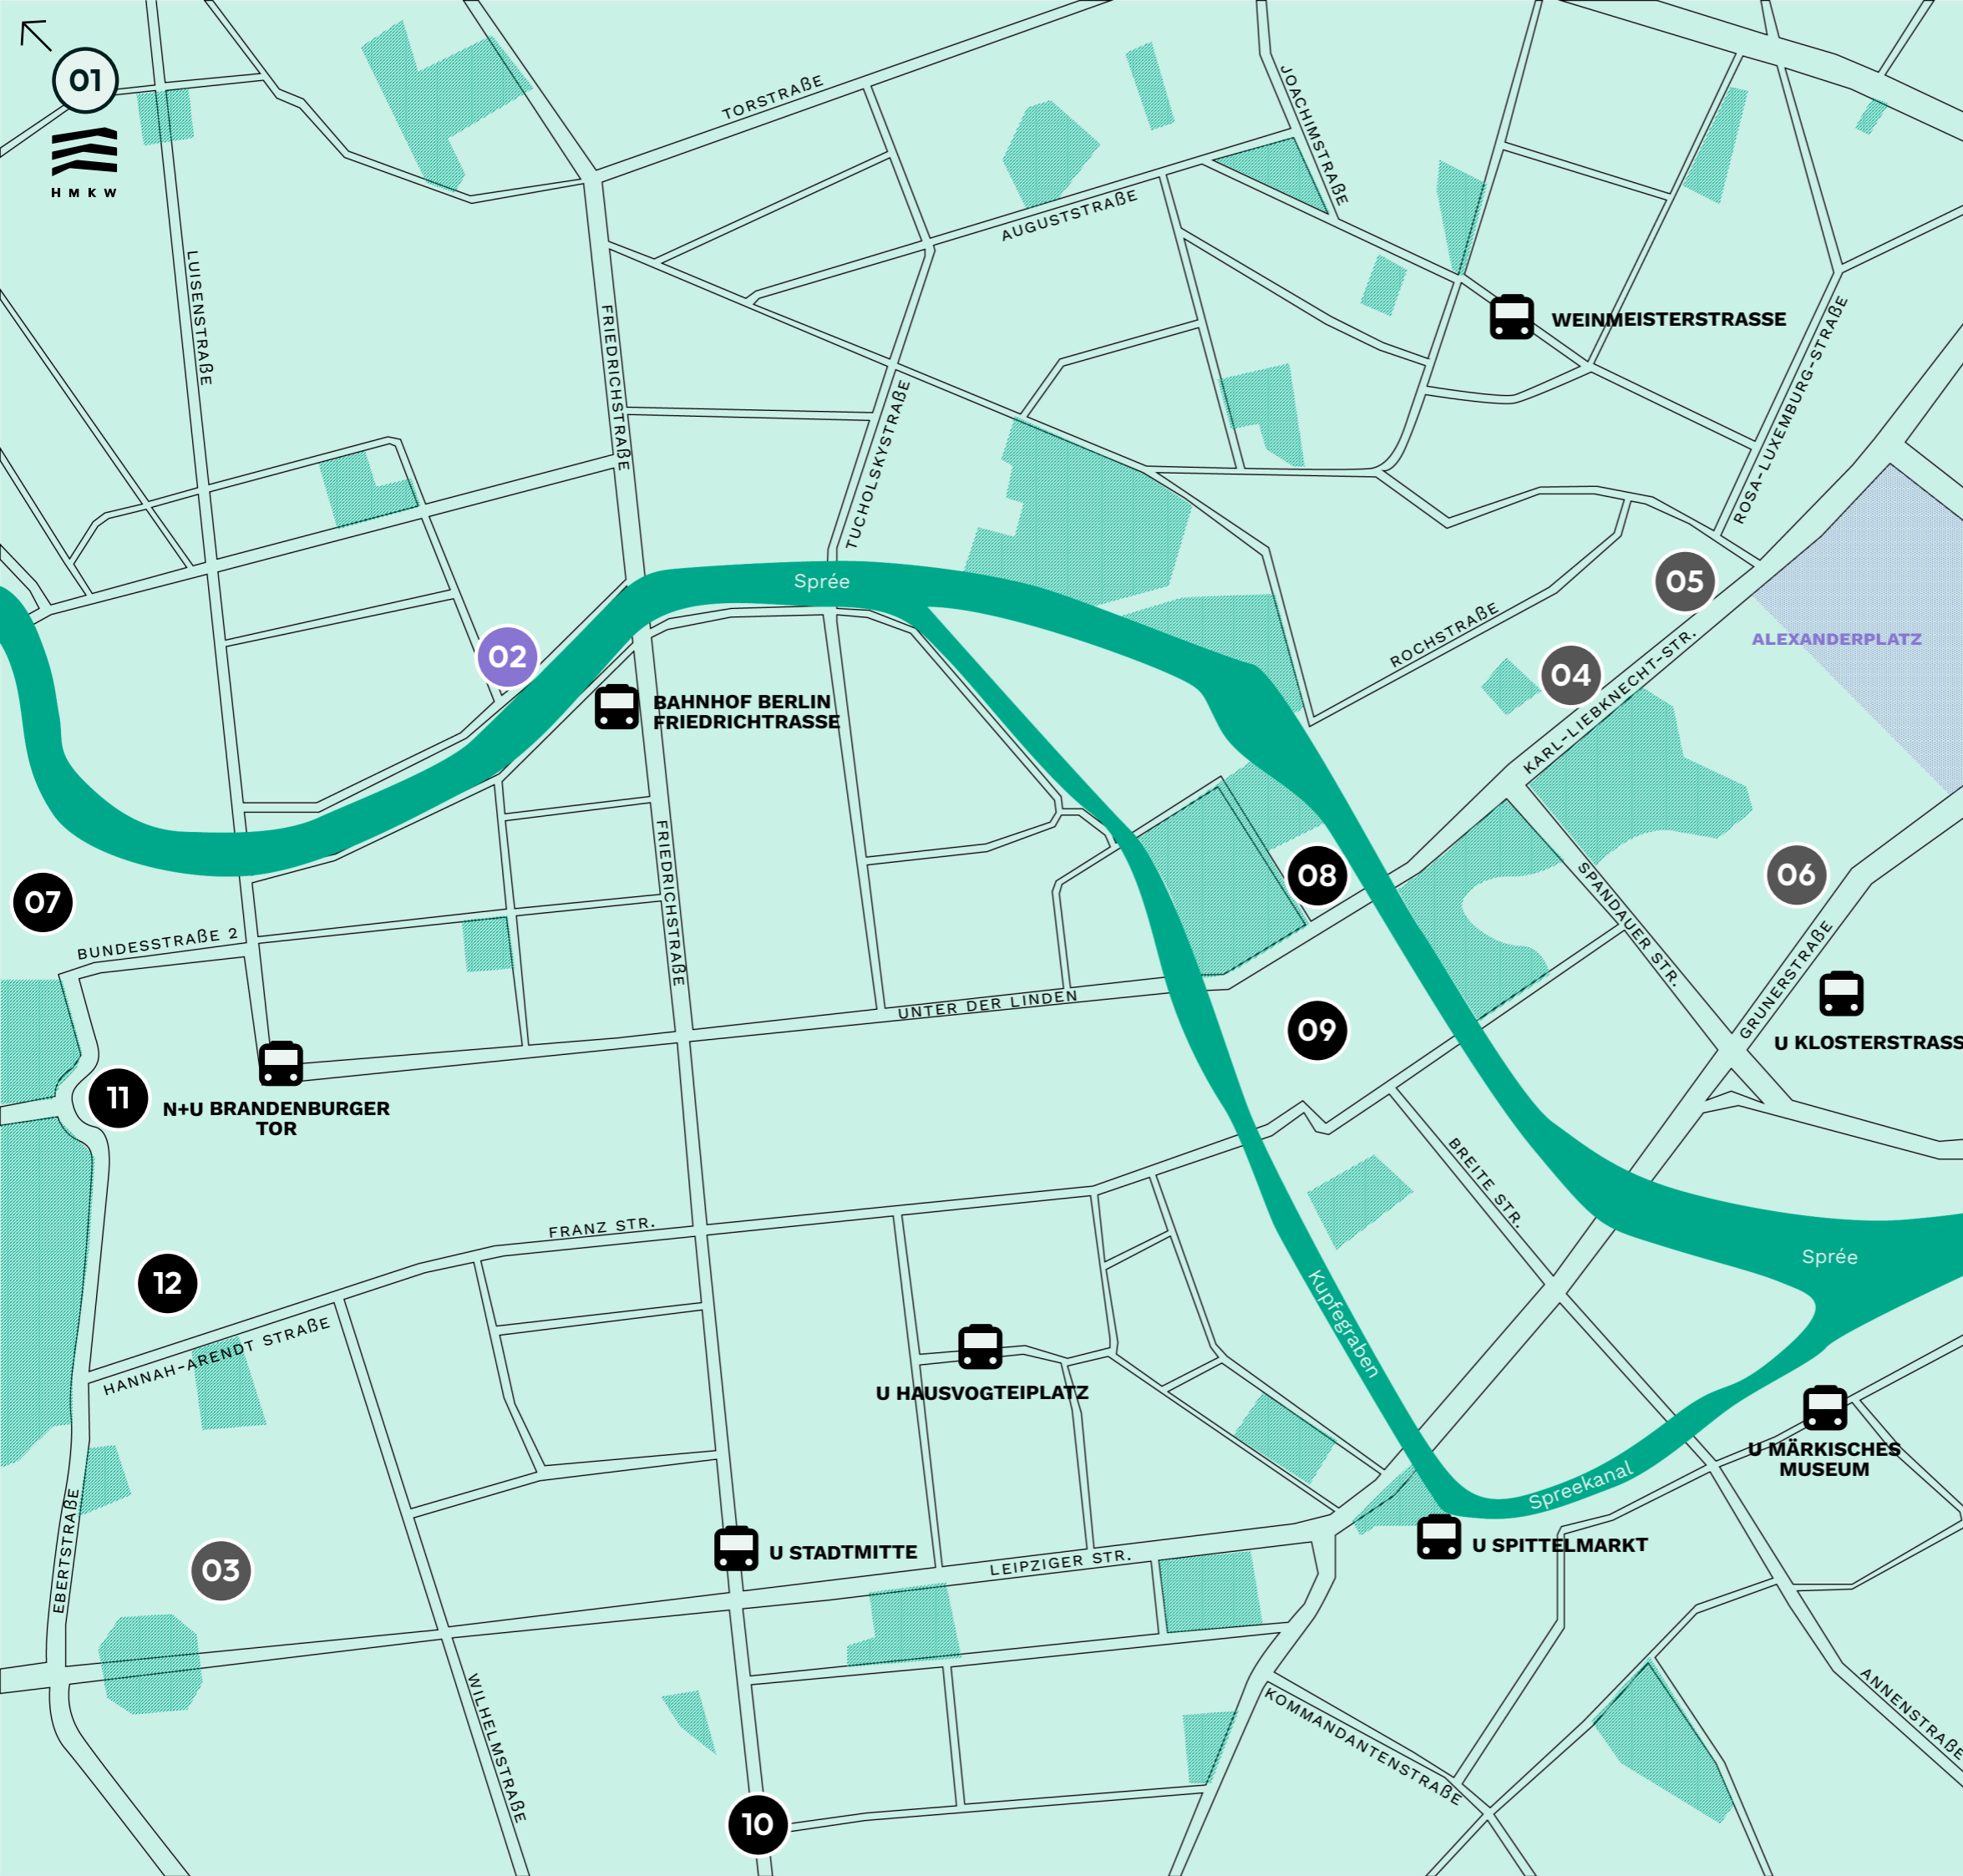 01
HMKW
TORSTRAßE
JOACHIMSTRAßE
AUGUSTSTRAßE
LUISENSTRAßE
FRIEDRICHSTRAßE
WEINMEISTERSTRASSE
ROSA-LUXEMBURG-STRAßE
TUCHOLSKYSTRAßE
Sprée
05
ROCHSTRAßE
ALEXANDERPLATZ
02
04
KARL-LIEBKNECHT-STR.
BAHNHOF BERLIN
FRIEDRICHTRASSE
FRIEDRICHSTRAßE
08
06
SPANDAUER STR.
07
BUNDESSTRAßE 2
GRUNERSTRAßE
UNTER DER LINDEN
09
U KLOSTERSTRASS
11
N+U BRANDENBURGER
TOR
BREITE STR.
FRANZ STR.
Sprée
12
HANNAH-ARENDT STRAßE
Kupfegraben
U HAUSVOGTEIPLATZ
U MÄRKISCHES
MUSEUM
Spreekanal
EBERTSTRAßE
03
U STADTMITTE
LEIPZIGER STR.
U SPITTELMARKT
WILHELMSTRAßE
KOMMANDANTENSTRAßE
ANNENSTRAßE
10